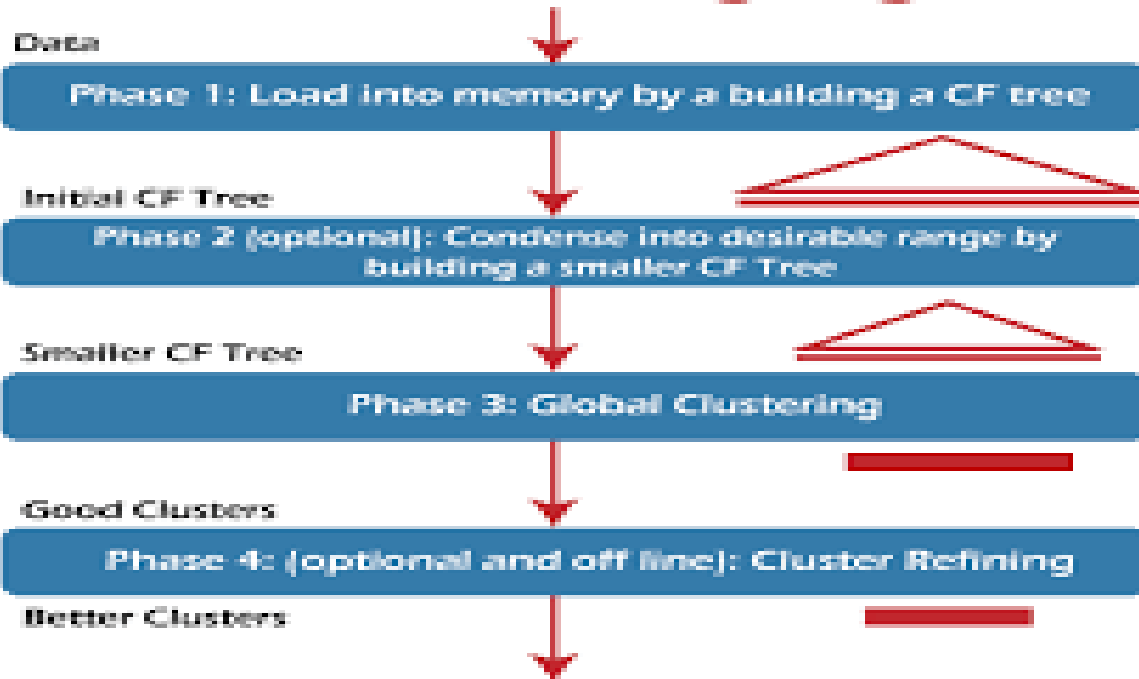 Data
Phase 1: Load into memory by a building a CF tree
Initial CF Tree
Phase 2 (optional): Condense into desirable range by
building a smaller CF Tree
Smaller CF Tree
Phase 3: Global Clustering
Good Clusters
Phase 4: (optional and off line): Cluster Refining
Better Clusters